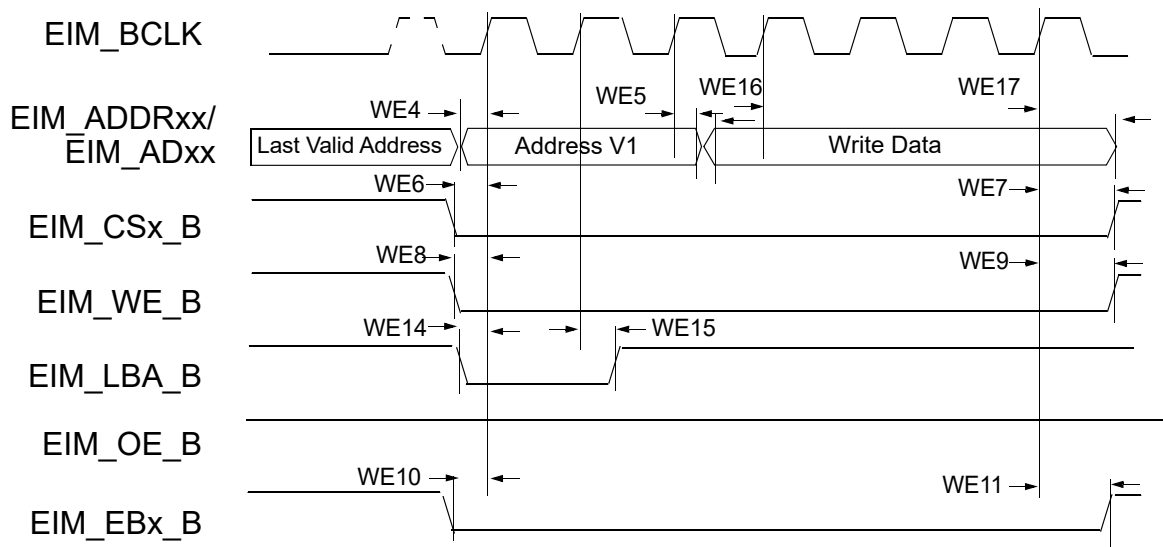 EIM_BCLK
WE4
WE5
WE16
WE17
EIM_ADDRxx/
EIM_ADxx
Last Valid Address
Address V1
Write Data
WE6
WE7
EIM_CSx_B
WE8
WE9
EIM_WE_B
WE14
WE15
EIM_LBA_B
EIM_OE_B
WE10
WE11
EIM_EBx_B